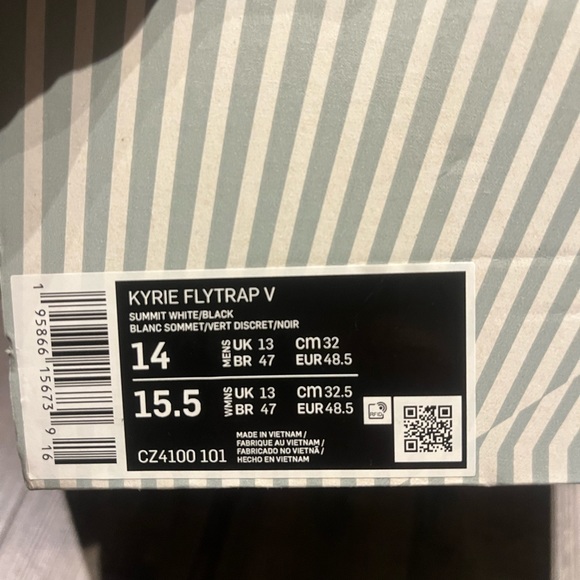 KYRIE FLYTRAP V
SUMMIT WHITE/BLACK
BLANC SOMMET/VERT DISCRET/NOIR
14 MENS UK 13 CM 32
BR 47 EUR 48.5
15.5 WMNS UK 13 CM 32.5
BR 47 EUR 48.5
RFID
MADE IN VIETNAM /
FABRIQUE AU VIETNAM /
FABRICADO NO VIETNÃ /
HECHO EN VIETNAM
CZ4100 101
1 95866 15673 9 16